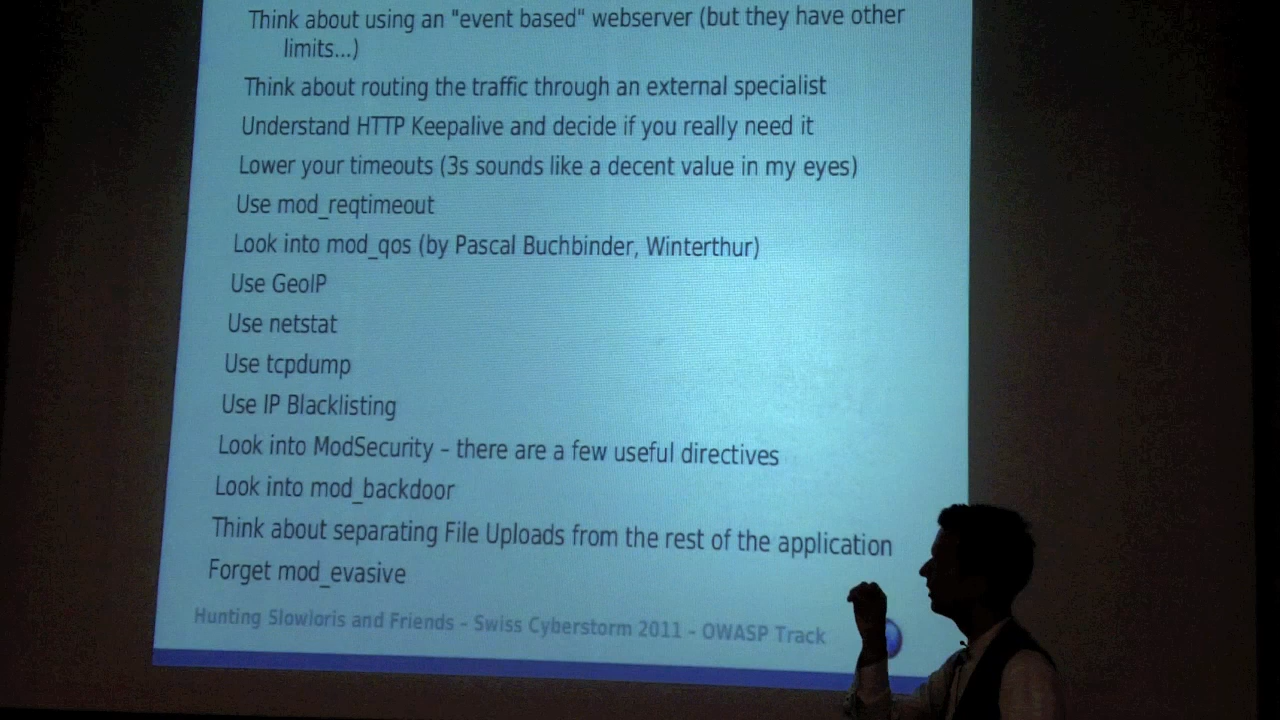 Think about using an "event based" webserver (but they have other
limits...)
Think about routing the traffic through an external specialist
Understand HTTP Keepalive and decide if you really need it
Lower your timeouts (3s sounds like a decent value in my eyes)
Use mod_reqtimeout
Look into mod_qos (by Pascal Buchbinder, Winterthur)
Use GeoIP
Use netstat
Use tcpdump
Use IP Blacklisting
Look into ModSecurity – there are a few useful directives
Look into mod_backdoor
Think about separating File Uploads from the rest of the application
Forget mod_evasive
Hunting Slowloris and Friends – Swiss Cyberstorm 2011 – OWASP Track